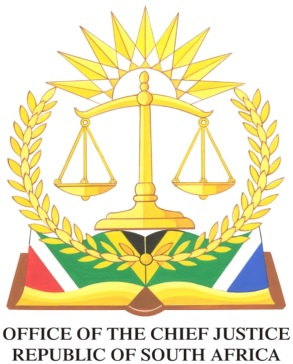 OFFICE OF THE CHIEF JUSTICE
REPUBLIC OF SOUTH AFRICA